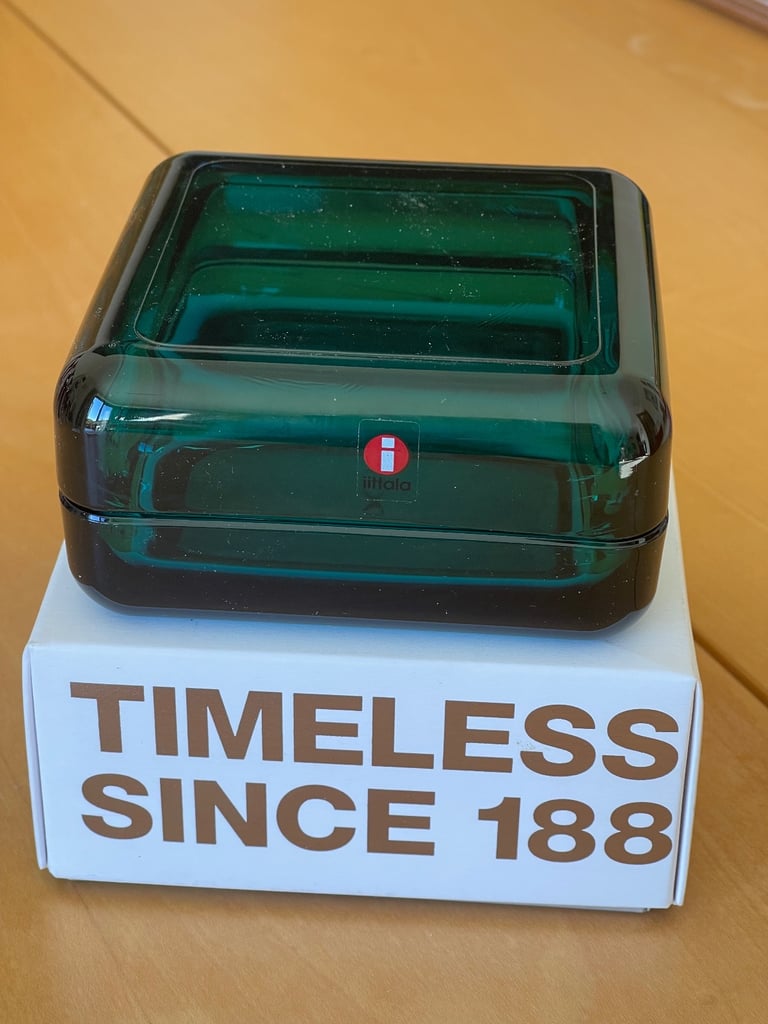 i
iittala
TIMELESS
SINCE 188